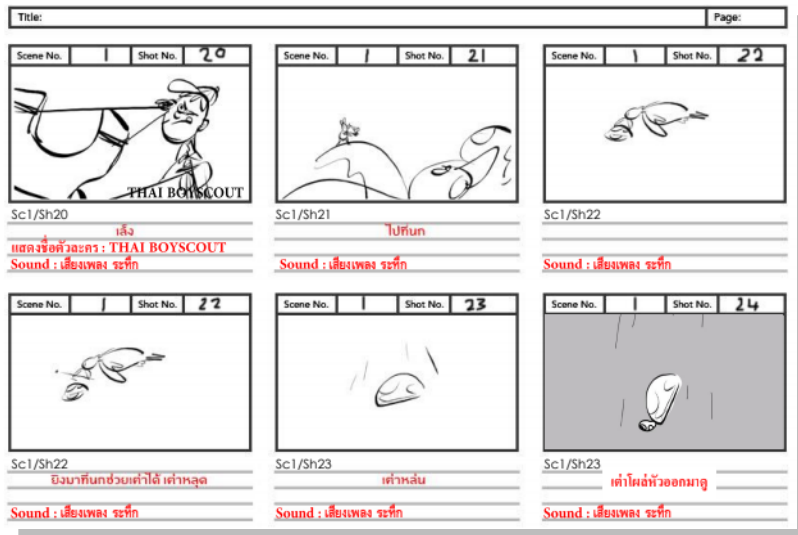 Title: Page:
Scene No. 1 Shot No. 20
THAI BOYSCOUT
Sc1/Sh20
เล็ง
แสดงชื่อตัวละคร : THAI BOYSCOUT
Sound : เสียงเพลง ระทึก
Scene No. 1 Shot No. 21
Sc1/Sh21
ไปที่นก
Sound : เสียงเพลง ระทึก
Scene No. 1 Shot No. 22
Sc1/Sh22
Sound : เสียงเพลง ระทึก
Scene No. 1 Shot No. 22
Sc1/Sh22
ยิงมาที่นกช่วยเต่าได้ เต่าหลุด
Sound : เสียงเพลง ระทึก
Scene No. 1 Shot No. 23
Sc1/Sh23
เต่าหล่น
Sound : เสียงเพลง ระทึก
Scene No. 1 Shot No. 24
Sc1/Sh23
เต่าโผล่หัวออกมาดู
Sound : เสียงเพลง ระทึก